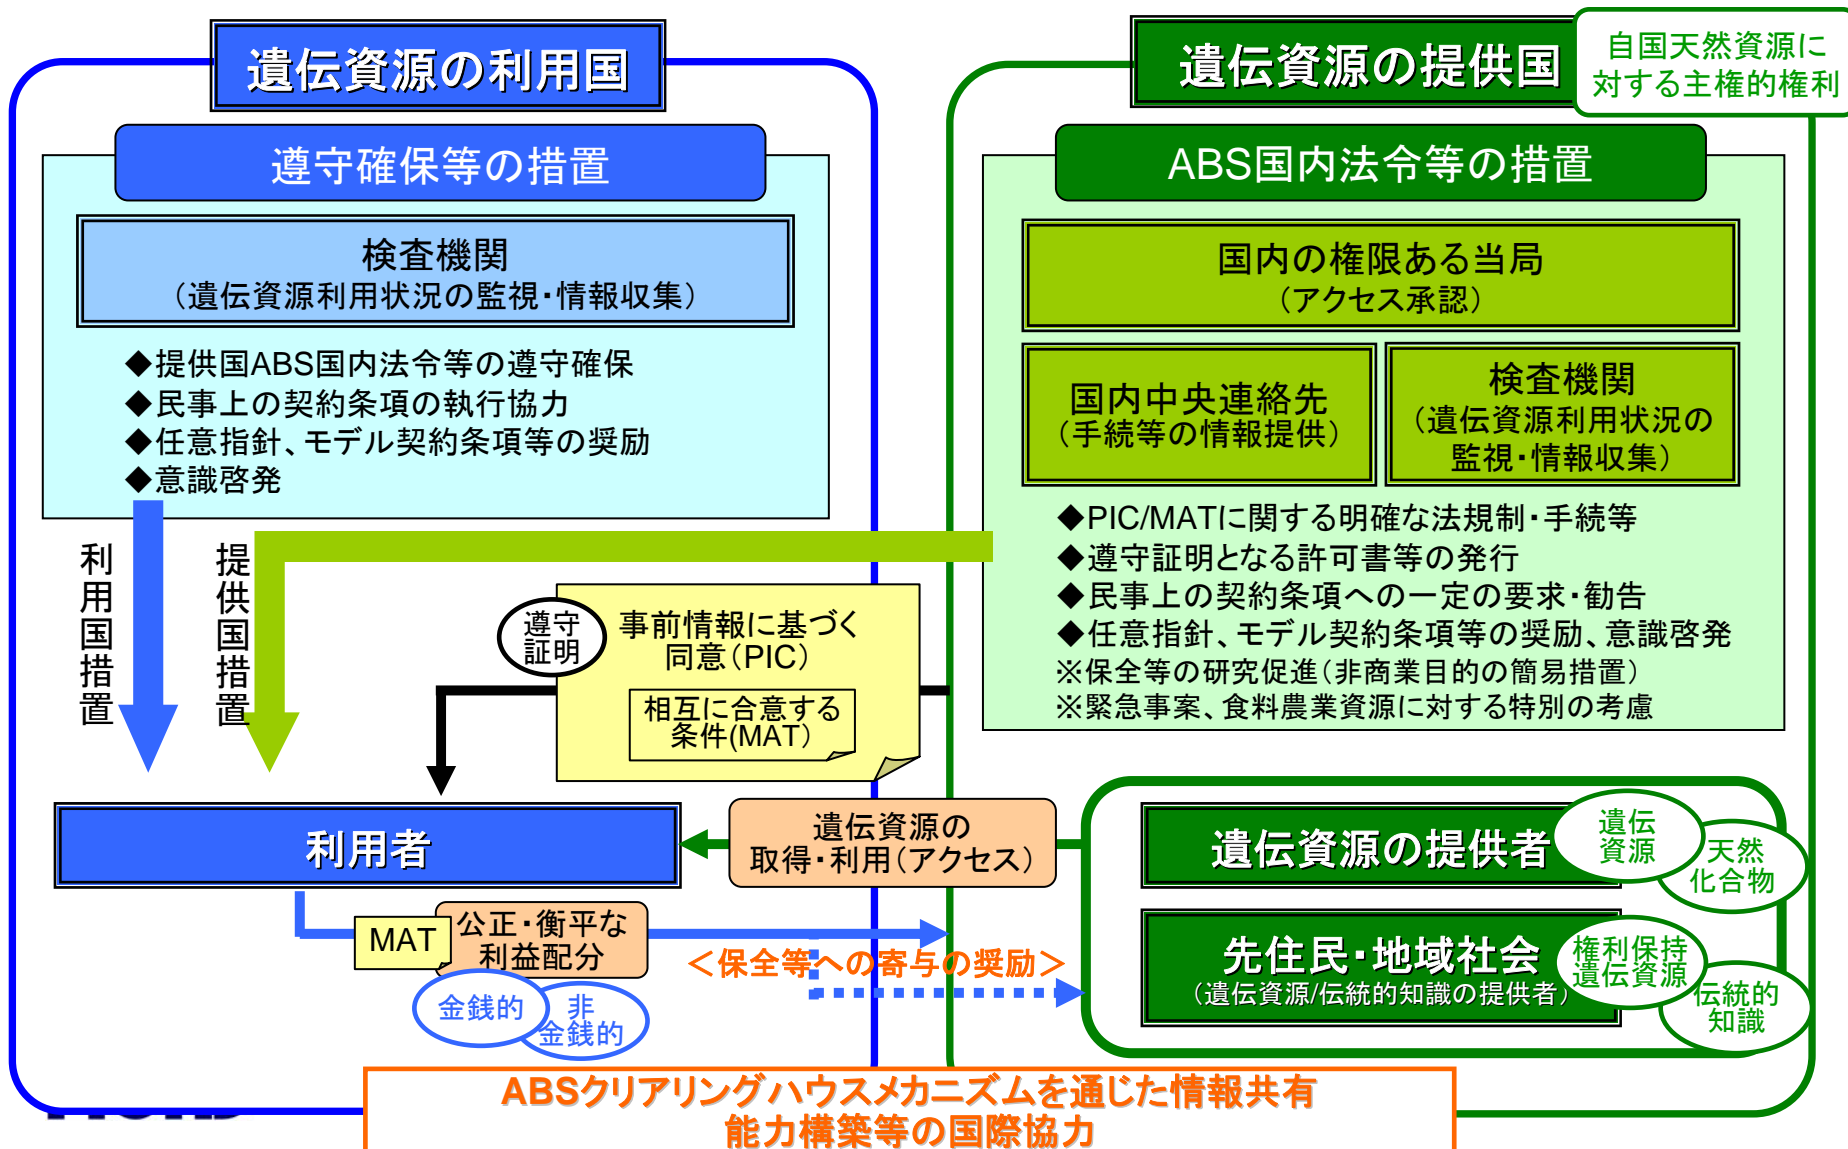 遺伝資源の利用国
遵守確保等の措置
検査機関
（遺伝資源利用状況の監視・情報収集）
◆提供国ABS国内法令等の遵守確保
◆民事上の契約条項の執行協力
◆任意指針、モデル契約条項等の奨励
◆意識啓発
利用国措置
提供国措置
遺伝資源の提供国
自国天然資源に
対する主権的権利
ABS国内法令等の措置
国内の権限ある当局
（アクセス承認）
国内中央連絡先
（手続等の情報提供）
検査機関
（遺伝資源利用状況の
監視・情報収集）
◆PIC/MATに関する明確な法規制・手続等
◆遵守証明となる許可書等の発行
◆民事上の契約条項への一定の要求・勧告
◆任意指針、モデル契約条項等の奨励、意識啓発
※保全等の研究促進（非商業目的の簡易措置）
※緊急事案、食料農業資源に対する特別の考慮
遵守
証明
事前情報に基づく
同意（PIC）
相互に合意する
条件(MAT）
利用者
遺伝資源の
取得・利用（アクセス）
遺伝資源の提供者
遺伝
資源
天然
化合物
先住民・地域社会
（遺伝資源/伝統的知識の提供者）
権利保持
遺伝資源
伝統的
知識
MAT
公正・衡平な
利益配分
金銭的
非
金銭的
＜保全等への寄与の奨励＞
ABSクリアリングハウスメカニズムを通じた情報共有
能力構築等の国際協力